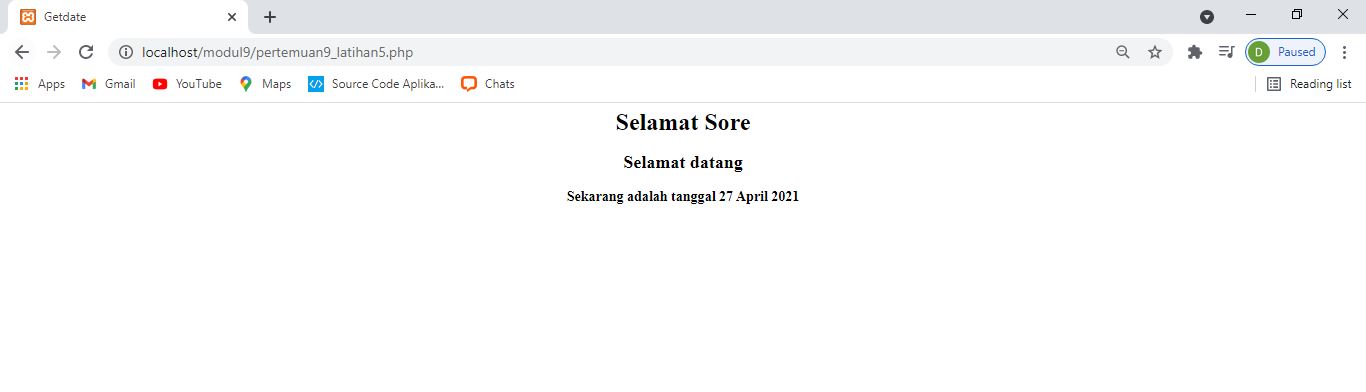 Getdate
localhost/modul9/pertemuan9_latihan5.php
D Paused
Apps Gmail YouTube Maps Source Code Aplika... Chats Reading list
Selamat Sore
Selamat datang
Sekarang adalah tanggal 27 April 2021